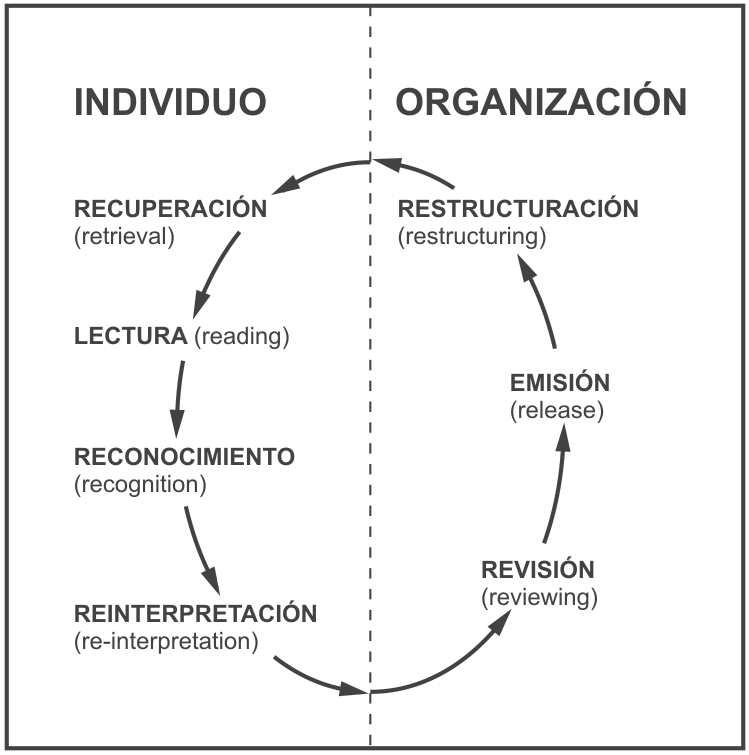 INDIVIDUO
RECUPERACIÓN
(retrieval)
LECTURA (reading)
RECONOCIMIENTO
(recognition)
REINTERPRETACIÓN
(re-interpretation)
ORGANIZACIÓN
RESTRUCTURACIÓN
(restructuring)
EMISIÓN
(release)
REVISIÓN
(reviewing)